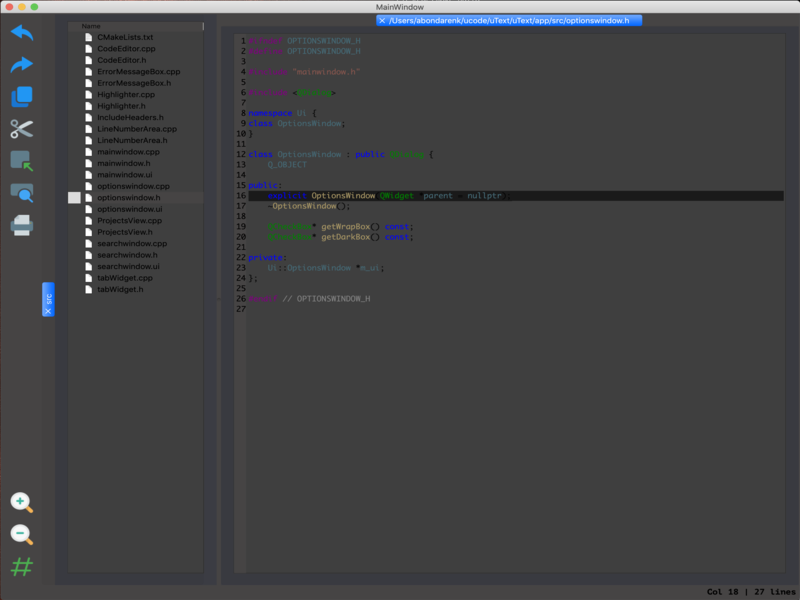 MainWindow
/Users/abondarenk/ucode/uText/uText/app/src/optionswindow.h
Name
CMakeLists.txt
CodeEditor.cpp
CodeEditor.h
ErrorMessageBox.cpp
ErrorMessageBox.h
Highlighter.cpp
Highlighter.h
IncludeHeaders.h
LineNumberArea.cpp
LineNumberArea.h
mainwindow.cpp
mainwindow.h
mainwindow.ui
optionswindow.cpp
optionswindow.h
optionswindow.ui
ProjectsView.cpp
ProjectsView.h
searchwindow.cpp
searchwindow.h
searchwindow.ui
tabWidget.cpp
tabWidget.h
src
1 #ifndef OPTIONSWINDOW_H
2 #define OPTIONSWINDOW_H
3
4 #include "mainwindow.h"
5
6 #include <QDialog>
7
8 namespace Ui {
9 class OptionsWindow;
10 }
11
12 class OptionsWindow : public QDialog {
13 Q_OBJECT
14
15 public:
16 explicit OptionsWindow(QWidget *parent = nullptr);
17 ~OptionsWindow();
18
19 QCheckBox* getWrapBox() const;
20 QCheckBox* getDarkBox() const;
21
22 private:
23 Ui::OptionsWindow *m_ui;
24 };
25
26 #endif // OPTIONSWINDOW_H
27
Col 18 | 27 lines